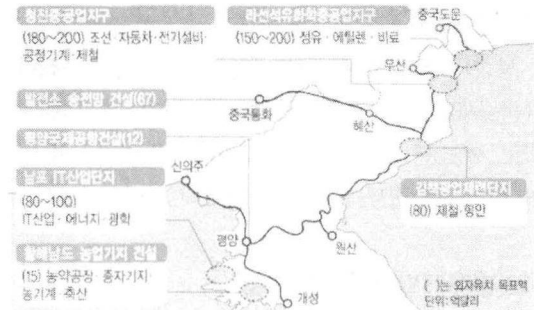 청진중공업지구
(180~200) 조선·자동차·전기설비·
공정기계·제철
라선석유화학중공업지구
(150~200) 정유·에틸렌·비료
중국도문
무산
발전소 송전망 건설(67)
중국통화
혜산
평양국제공항건설(12)
신의주
남포 IT산업단지
(80~100)
IT산업·에너지·광학
김책광업제련단지
(80) 제철·항만
황해남도 농업기지 건설
(15) 농약공장 종자기지·
농기계·축산
평양
원산
개성
( )는 외자유치 목표액
단위:억달러